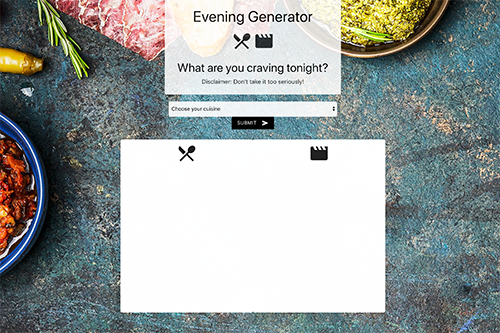 Evening Generator
What are you craving tonight?
Disclaimer: Don't take it too seriously!
Choose your cuisine
SUBMIT